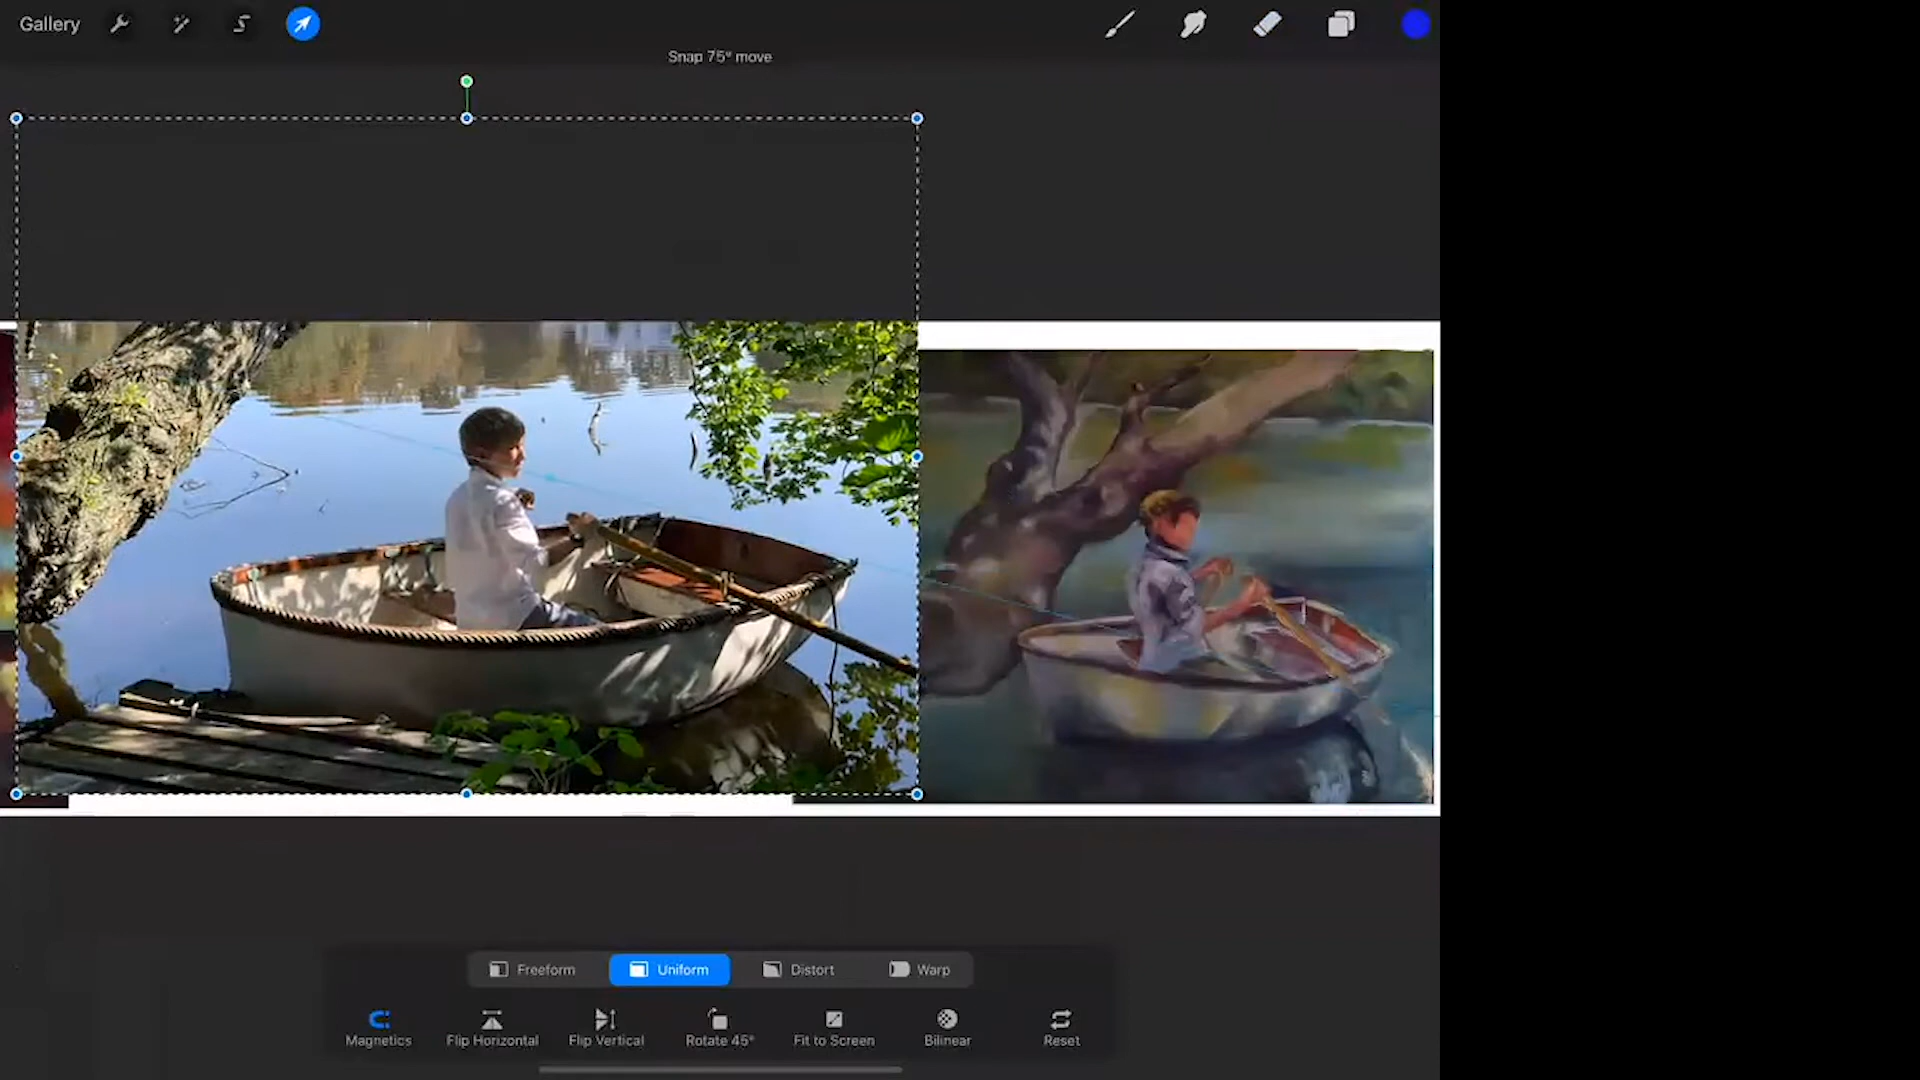 Gallery
Snap 75° move
Freeform Uniform Distort Warp
Magnetics Flip Horizontal Flip Vertical Rotate 45° Fit to Screen Bilinear Reset